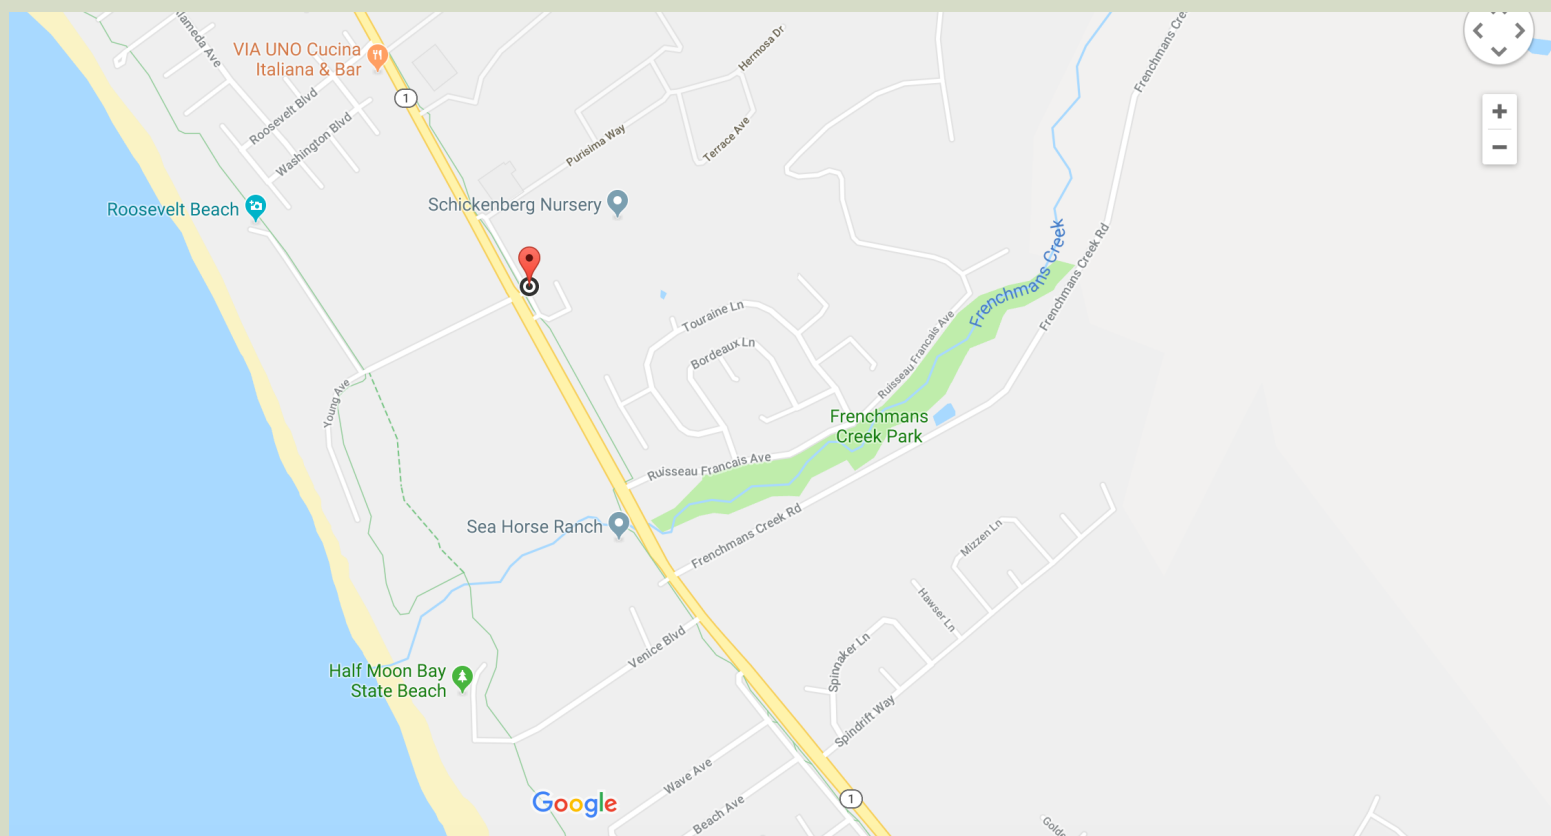 Alameda Ave
Frenchmans Cre
VIA UNO Cucina
Italiana & Bar
Hermosa Dr
1
Roosevelt Blvd
Washington Blvd
Purisima Way
Terrace Ave
Roosevelt Beach
Schickenberg Nursery
Frenchmans Creek
Frenchmans Creek Rd
Touraine Ln
Bordeaux Ln
Ruisseau Francais Ave
Young Ave
Frenchmans
Creek Park
Ruisseau Francais Ave
Sea Horse Ranch
Frenchmans Creek Rd
Mizzen Ln
Hawser Ln
Venice Blvd
Spinnaker Ln
Half Moon Bay
State Beach
Spindrift Way
Wave Ave
Beach Ave
Google
1
Golde